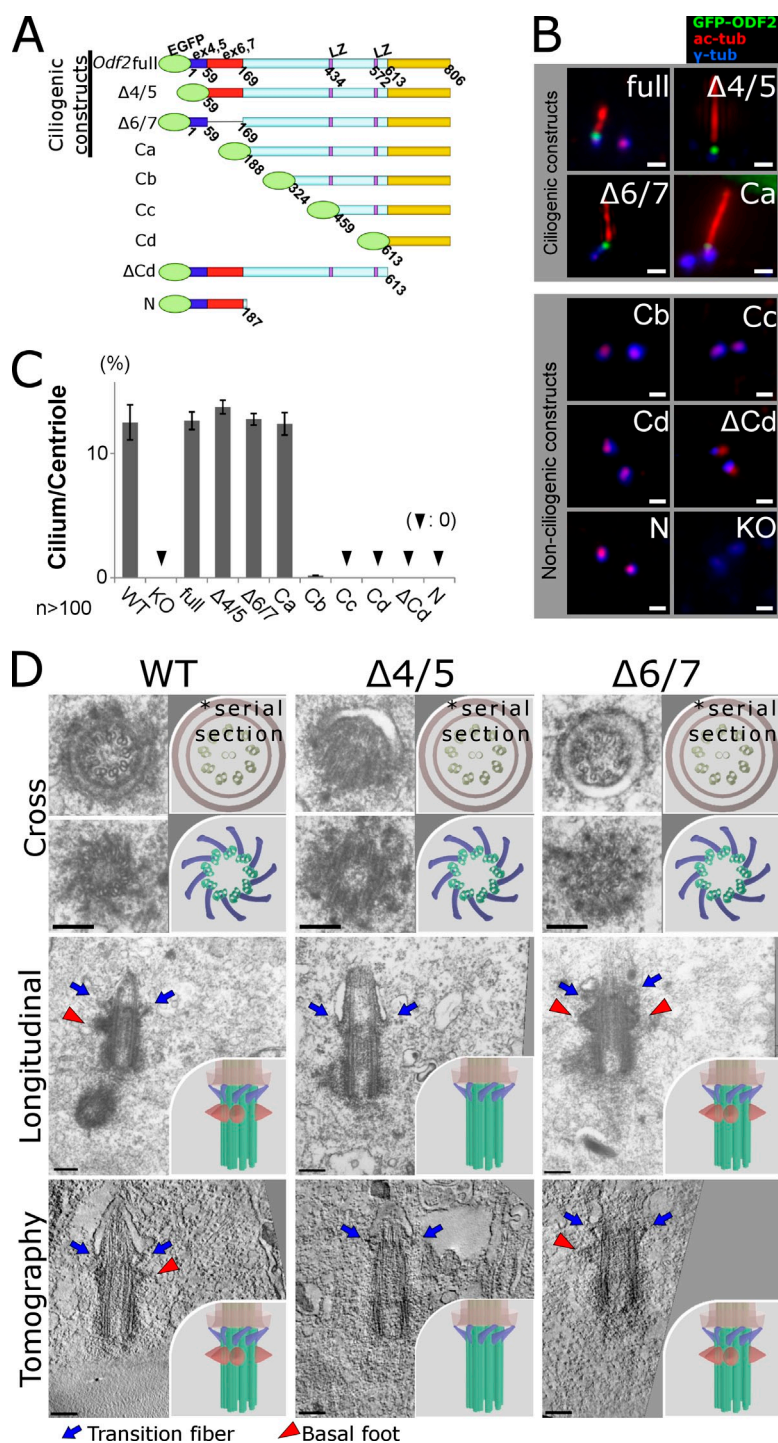 A
EGFP
ex4,5
ex6,7
LZ
LZ
Ciliogenic constructs
Odf2 full
1
59
169
434
572
613
806
Δ4/5
59
Δ6/7
1
59
169
Ca
188
Cb
324
Cc
459
Cd
613
ΔCd
613
N
187
B
GFP-ODF2
ac-tub
γ-tub
Ciliogenic constructs
full
Δ4/5
Δ6/7
Ca
Non-ciliogenic constructs
Cb
Cc
Cd
ΔCd
N
KO
C
(%)
Cilium/Centriole
10
0
(▼: 0)
n>100
WT
KO
full
Δ4/5
Δ6/7
Ca
Cb
Cc
Cd
ΔCd
N
D
WT
Δ4/5
Δ6/7
Cross
*serial
section
*serial
section
*serial
section
Longitudinal
Tomography
Transition fiber
Basal foot